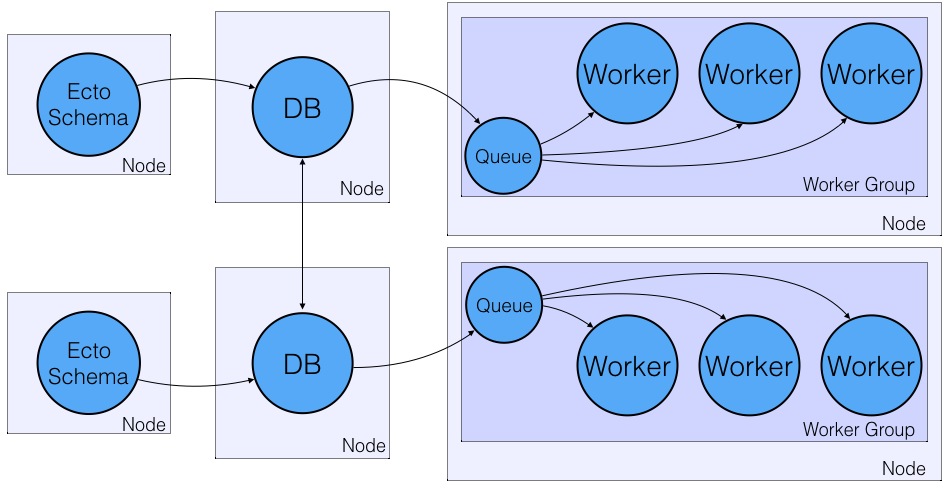 Ecto
Schema
Node
DB
Node
Worker
Worker
Worker
Queue
Worker Group
Node
Ecto
Schema
Node
DB
Node
Queue
Worker
Worker
Worker
Worker Group
Node